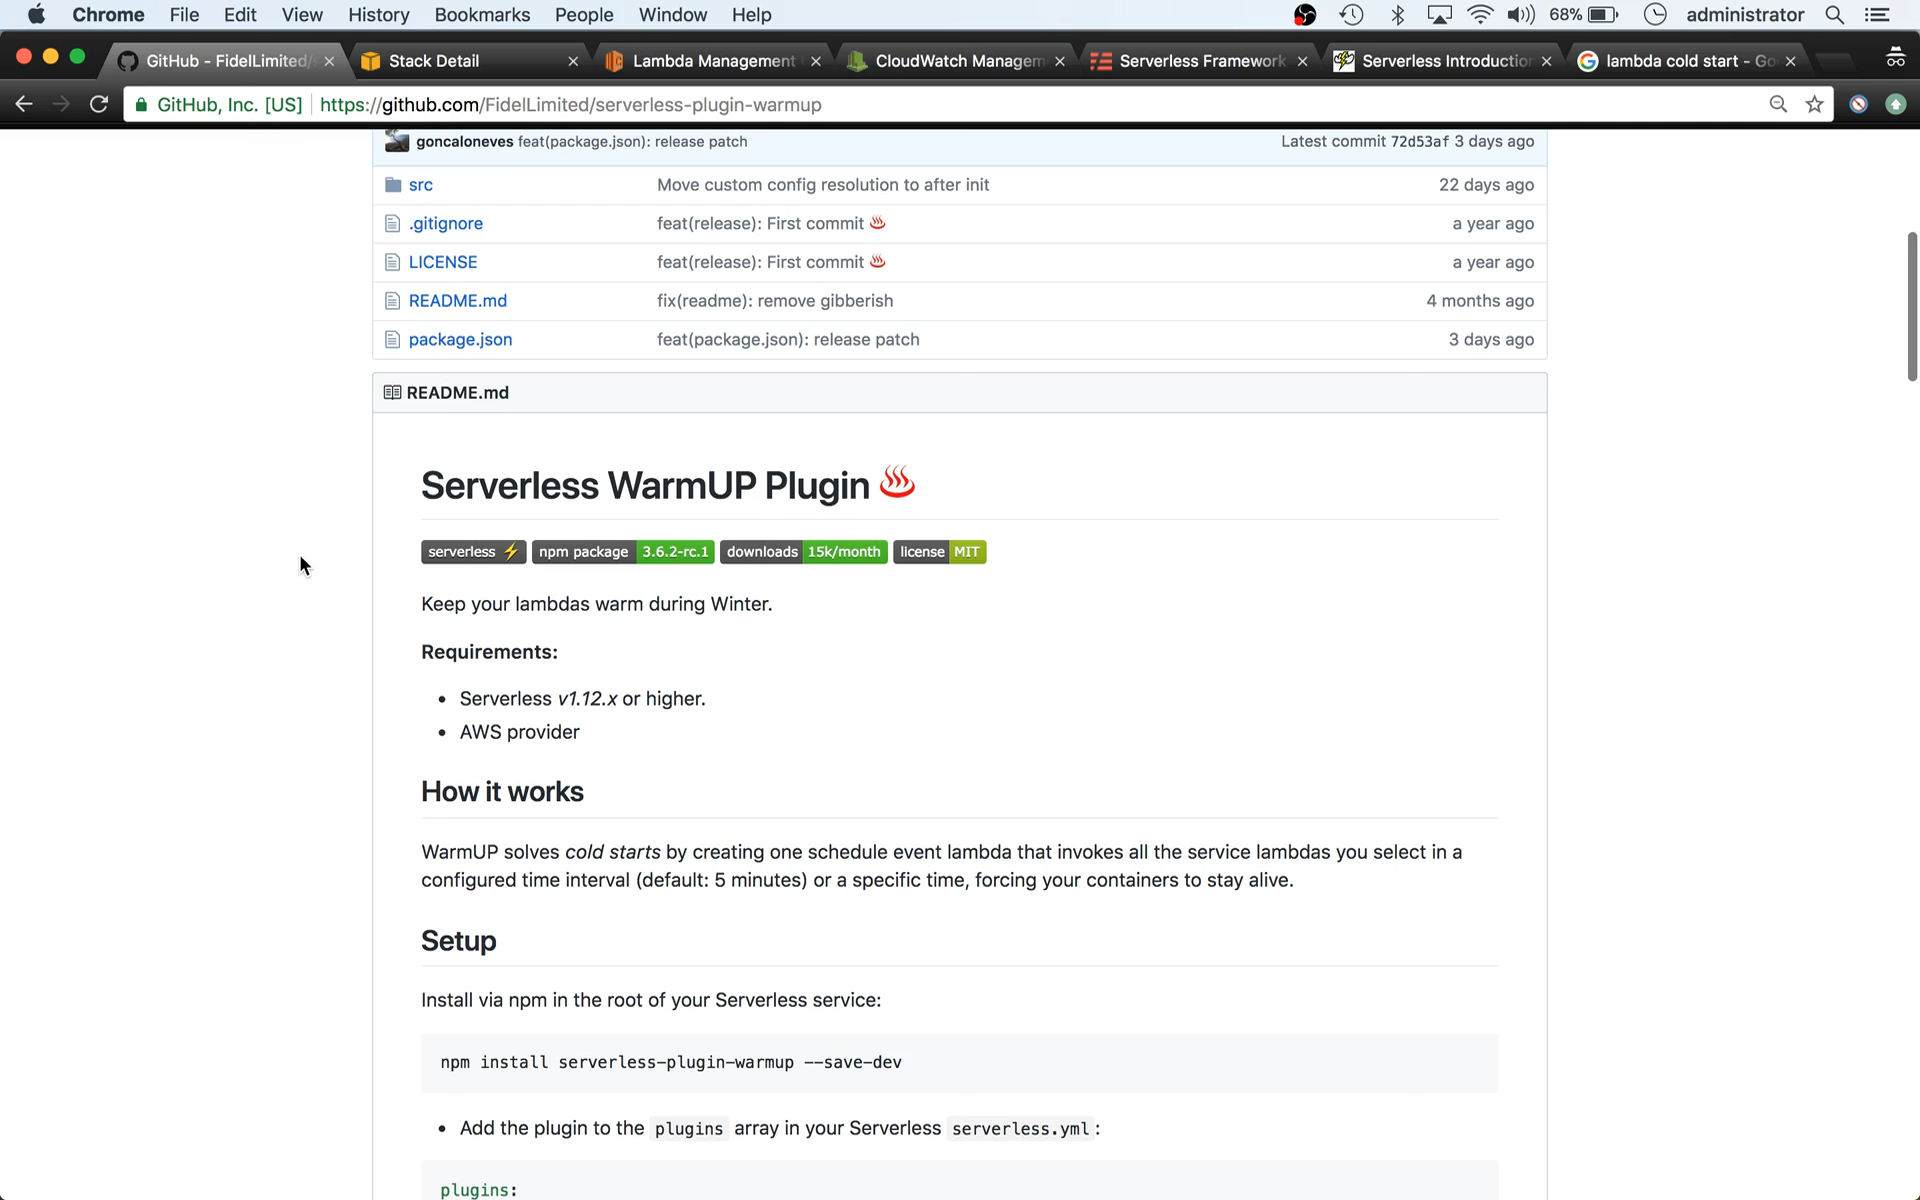 Chrome File Edit View History Bookmarks People Window Help 68% administrator
GitHub - FidelLimited/ Stack Detail Lambda Management CloudWatch Managem Serverless Framework Serverless Introduction lambda cold start - Go
GitHub, Inc. [US] https://github.com/FidelLimited/serverless-plugin-warmup
goncaloneves feat(package.json): release patch Latest commit 72d53af 3 days ago
src Move custom config resolution to after init 22 days ago
.gitignore feat(release): First commit ♨ a year ago
LICENSE feat(release): First commit ♨ a year ago
README.md fix(readme): remove gibberish 4 months ago
package.json feat(package.json): release patch 3 days ago
README.md
Serverless WarmUP Plugin ♨
serverless ⚡ npm package 3.6.2-rc.1 downloads 15k/month license MIT
Keep your lambdas warm during Winter.
Requirements:
• Serverless v1.12.x or higher.
• AWS provider
How it works
WarmUP solves cold starts by creating one schedule event lambda that invokes all the service lambdas you select in a
configured time interval (default: 5 minutes) or a specific time, forcing your containers to stay alive.
Setup
Install via npm in the root of your Serverless service:
npm install serverless-plugin-warmup --save-dev
• Add the plugin to the plugins array in your Serverless serverless.yml:
plugins: